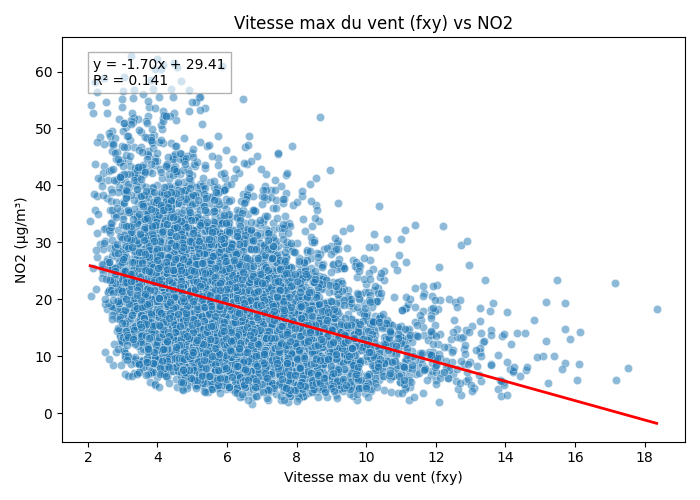 Vitesse max du vent (fxy) vs NO2
y = -1.70x + 29.41
R² = 0.141
NO2 (µg/m³)
60
50
40
30
20
10
0
2 4 6 8 10 12 14 16 18
Vitesse max du vent (fxy)